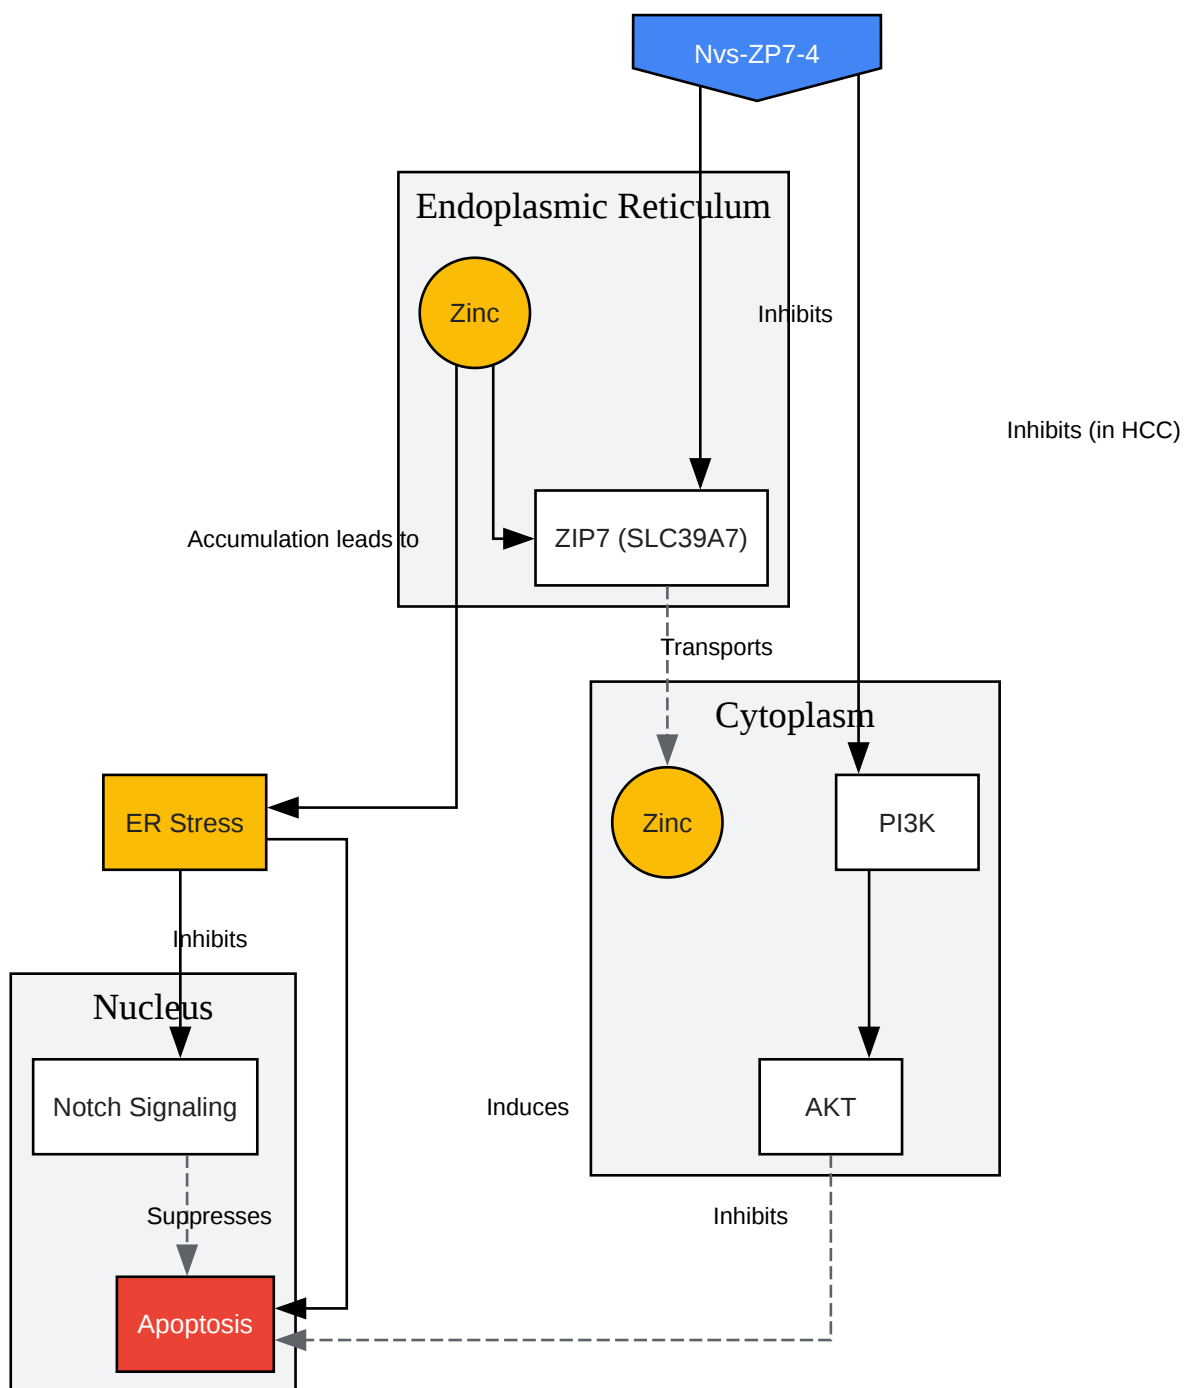 Nvs-ZP7-4
Endoplasmic Reticulum
Zinc
Inhibits
Inhibits (in HCC)
Accumulation leads to
ZIP7 (SLC39A7)
Transports
Cytoplasm
ER Stress
Zinc
PI3K
Inhibits
Nucleus
Notch Signaling
Induces
AKT
Suppresses
Inhibits
Apoptosis